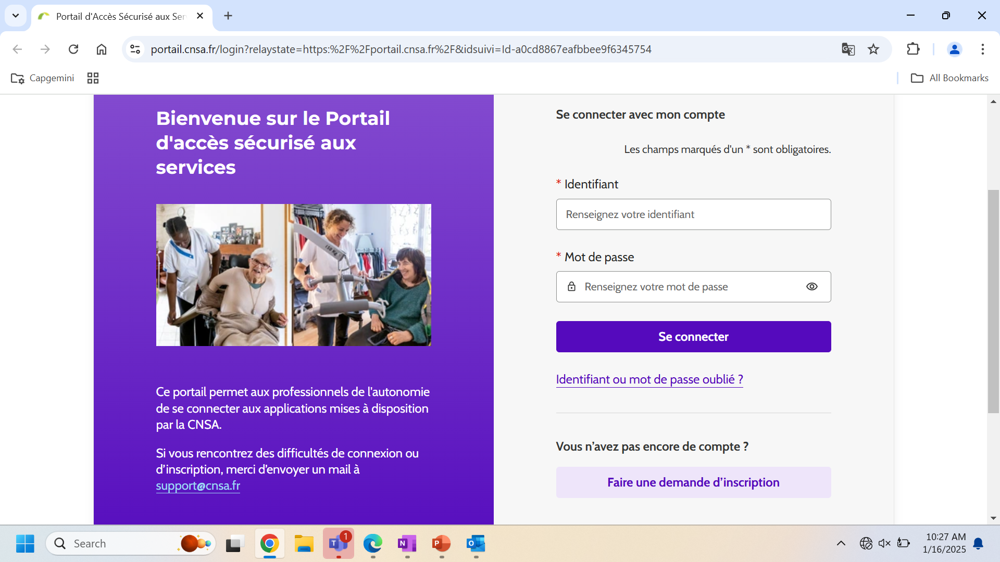 Portail d'Accès Sécurisé aux Ser
portail.cnsa.fr/login?relaystate=https:%2F%2Fportail.cnsa.fr%2F&idsuivi=Id-a0cd8867eafbbee9f6345754
Capgemini
All Bookmarks
Bienvenue sur le Portail
d'accès sécurisé aux
services
150 KG
Ce portail permet aux professionnels de l'autonomie
de se connecter aux applications mises à disposition
par la CNSA.
Si vous rencontrez des difficultés de connexion ou
d’inscription, merci d’envoyer un mail à
support@cnsa.fr
Se connecter avec mon compte
Les champs marqués d'un * sont obligatoires.
* Identifiant
Renseignez votre identifiant
* Mot de passe
Renseignez votre mot de passe
Se connecter
Identifiant ou mot de passe oublié ?
Vous n’avez pas encore de compte ?
Faire une demande d’inscription
Search
1
10:27 AM
1/16/2025